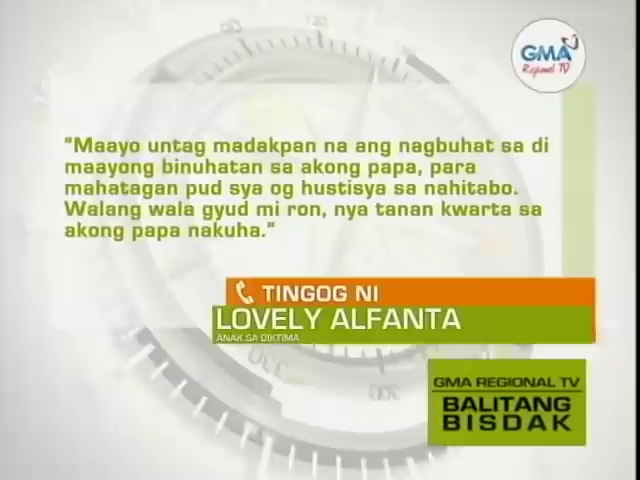 GMA
Regional TV
"Maayo untag madakpan na ang nagbuhat sa di
maayong binuhatan sa akong papa, para
mahatagan pud sya og hustisya sa nahitabo.
Walang wala gyud mi ron, nya tanan kwarta sa
akong papa nakuha."
TINGOG NI
LOVELY ALFANTA
ANAK SA BIKTIMA
330
300
GMA REGIONAL TV
BALITANG
BISDAK